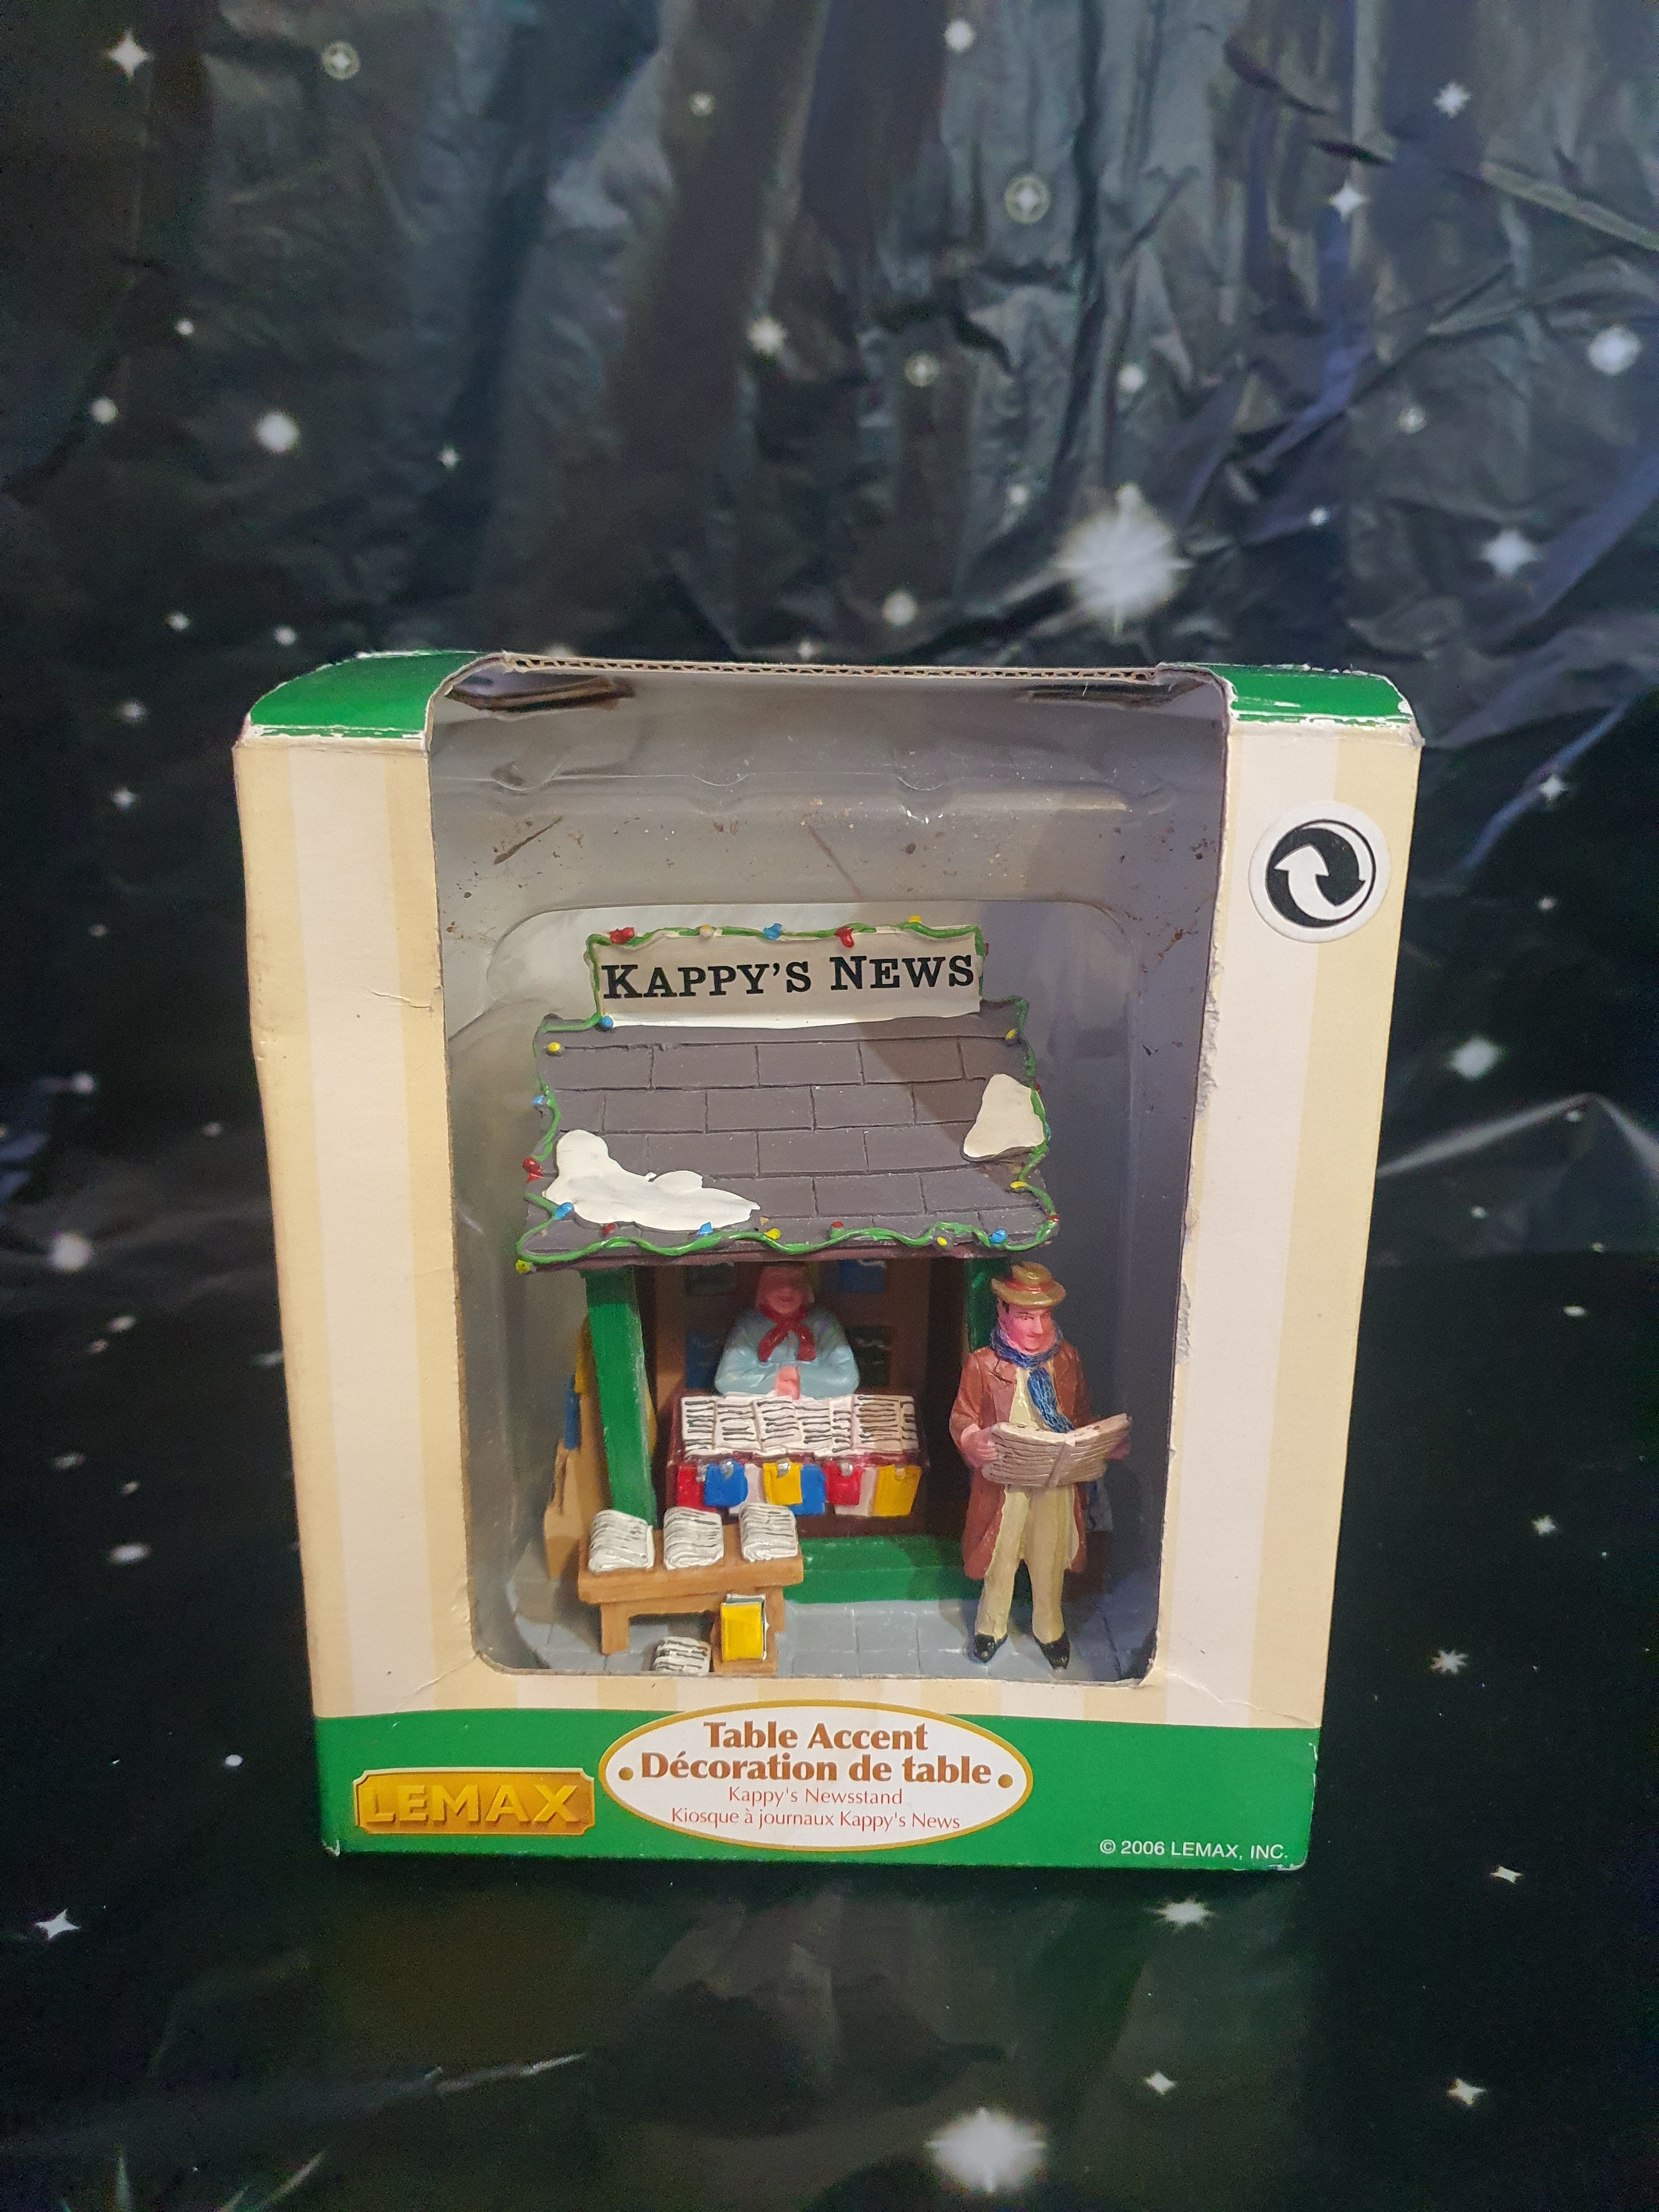 KAPPY'S NEWS
Table Accent
Décoration de table
Kappy's Newsstand
Kiosque à journaux Kappy's News
LEMAX
© 2006 LEMAX, INC.